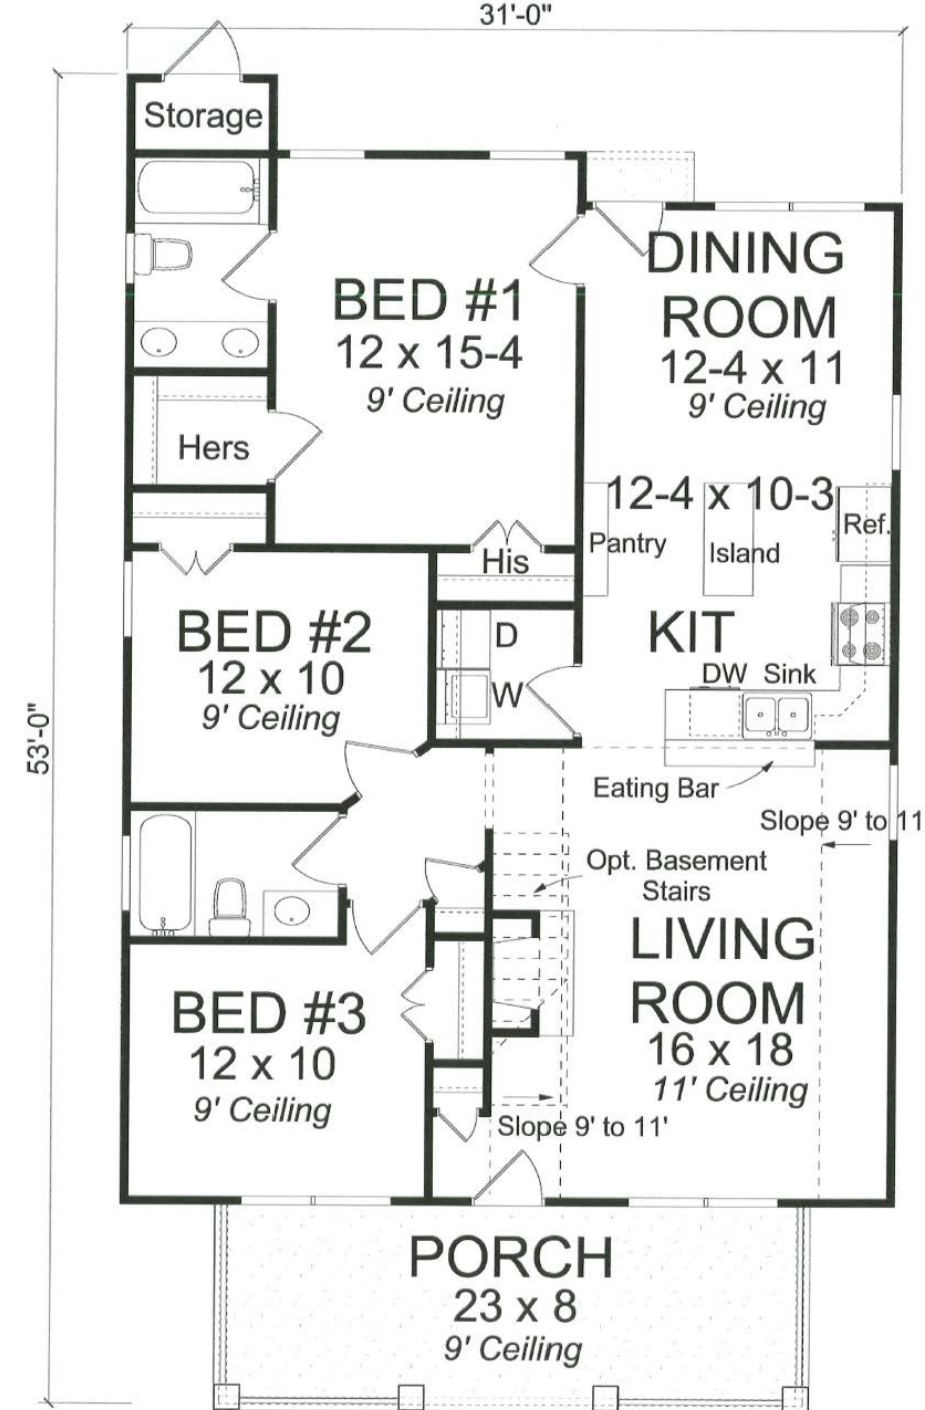 31'-0"
Storage
DINING
ROOM
12-4 x 11
9' Ceiling
BED #1
12 x 15-4
9' Ceiling
Hers
12-4 x 10-3
Ref.
Pantry
Island
His
BED #2
12 x 10
9' Ceiling
D
W
KIT
DW Sink
53'-0"
Eating Bar
Slope 9' to 11
Opt. Basement
Stairs
LIVING
ROOM
16 x 18
11' Ceiling
BED #3
12 x 10
9' Ceiling
Slope 9' to 11'
PORCH
23 x 8
9' Ceiling